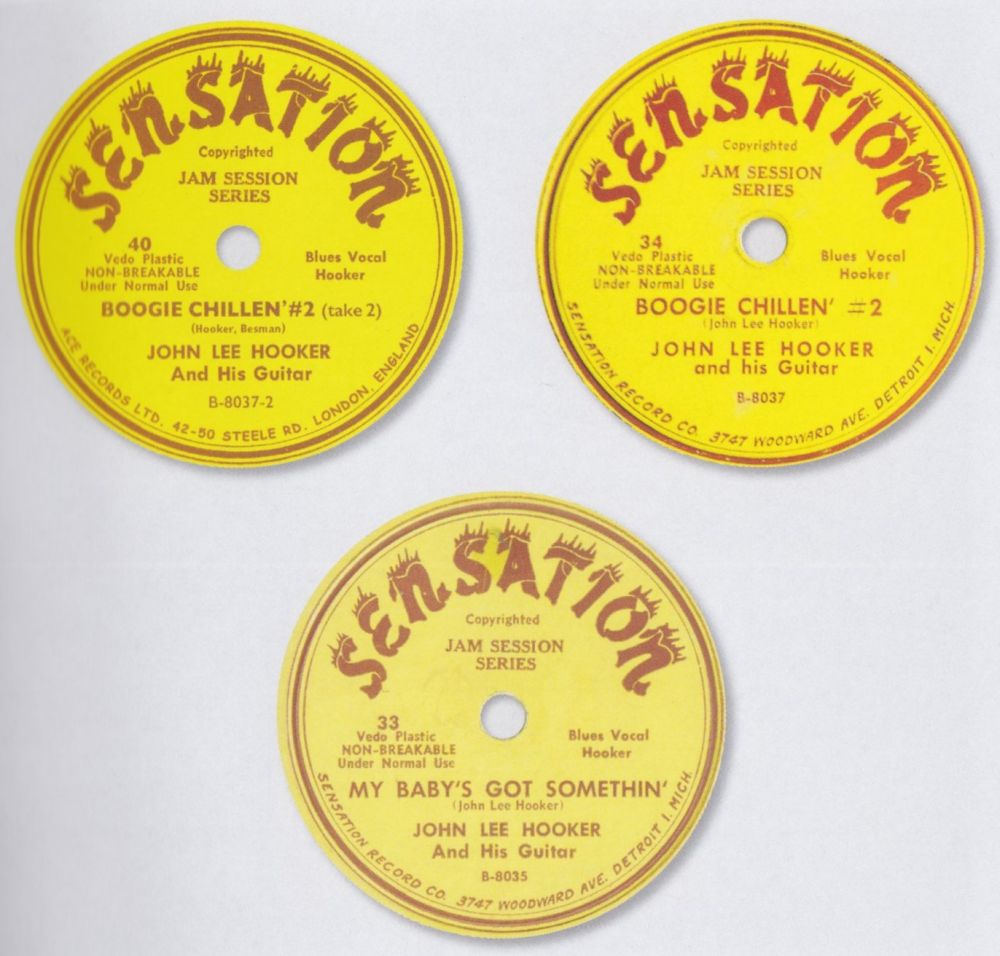 SENSATION
Copyrighted
JAM SESSION
SERIES
40
Vedo Plastic
NON-BREAKABLE
Under Normal Use
Blues Vocal
Hooker
BOOGIE CHILLEN' #2 (take 2)
(Hooker, Besman)
JOHN LEE HOOKER
And His Guitar
B-8037-2
ACE RECORDS LTD. 42-50 STEELE RD. LONDON, ENGLAND
SENSATION
Copyrighted
JAM SESSION
SERIES
34
Vedo Plastic
NON-BREAKABLE
Under Normal Use
Blues Vocal
Hooker
BOOGIE CHILLEN' #2
(John Lee Hooker)
JOHN LEE HOOKER
and his Guitar
B-8037
SENSATION RECORD CO. 3747 WOODWARD AVE. DETROIT 1. MICH.
SENSATION
Copyrighted
JAM SESSION
SERIES
33
Vedo Plastic
NON-BREAKABLE
Under Normal Use
Blues Vocal
Hooker
MY BABY'S GOT SOMETHIN'
(John Lee Hooker)
JOHN LEE HOOKER
And His Guitar
B-8035
SENSATION RECORD CO. 3747 WOODWARD AVE. DETROIT 1. MICH.